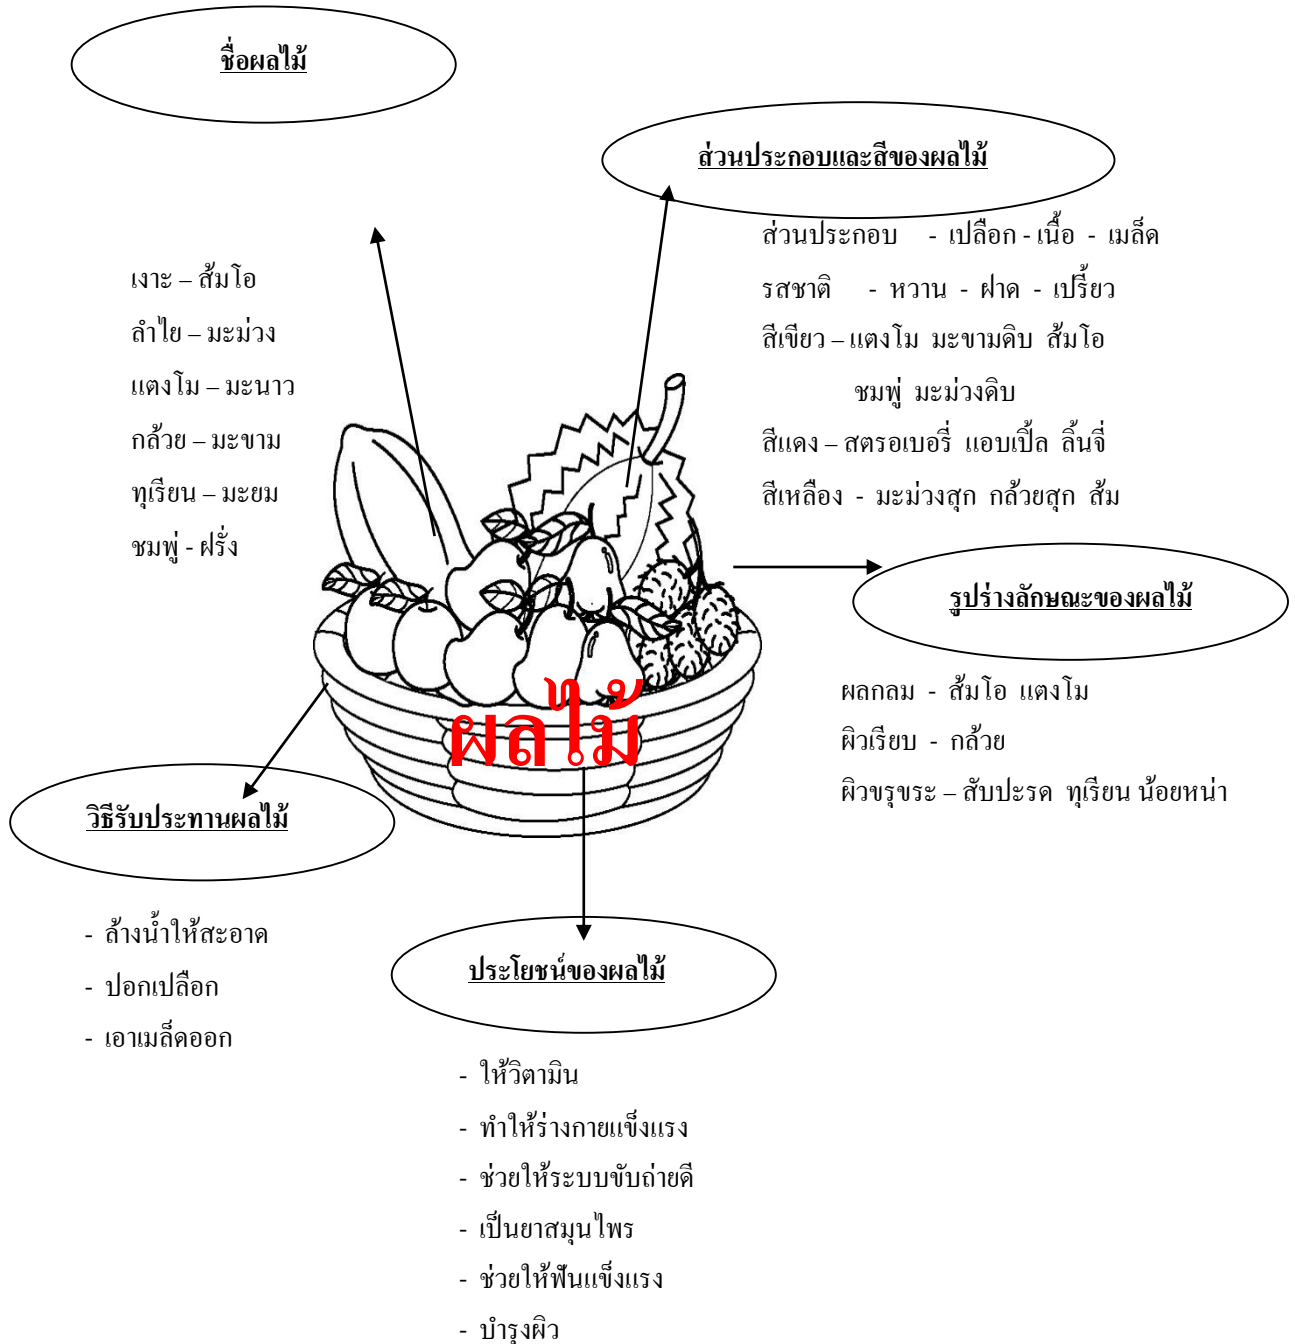 ชื่อผลไม้
เงาะ – ส้มโอ
ลำไย – มะม่วง
แตงโม – มะนาว
กล้วย – มะขาม
ทุเรียน – มะยม
ชมพู่ - ฝรั่ง
ส่วนประกอบและสีของผลไม้
ส่วนประกอบ - เปลือก - เนื้อ - เมล็ด
รสชาติ - หวาน - ฝาด - เปรี้ยว
สีเขียว – แตงโม มะขามดิบ ส้มโอ
ชมพู่ มะม่วงดิบ
สีแดง – สตรอเบอรี่ แอบเปิ้ล ลิ้นจี่
สีเหลือง - มะม่วงสุก กล้วยสุก ส้ม
รูปร่างลักษณะของผลไม้
ผลกลม - ส้มโอ แตงโม
ผิวเรียบ - กล้วย
ผิวขรุขระ – สับปะรด ทุเรียน น้อยหน่า
ผลไม้
วิธีรับประทานผลไม้
- ล้างน้ำให้สะอาด
- ปอกเปลือก
- เอาเมล็ดออก
ประโยชน์ของผลไม้
- ให้วิตามิน
- ทำให้ร่างกายแข็งแรง
- ช่วยให้ระบบขับถ่ายดี
- เป็นยาสมุนไพร
- ช่วยให้ฟันแข็งแรง
- บำรุงผิว